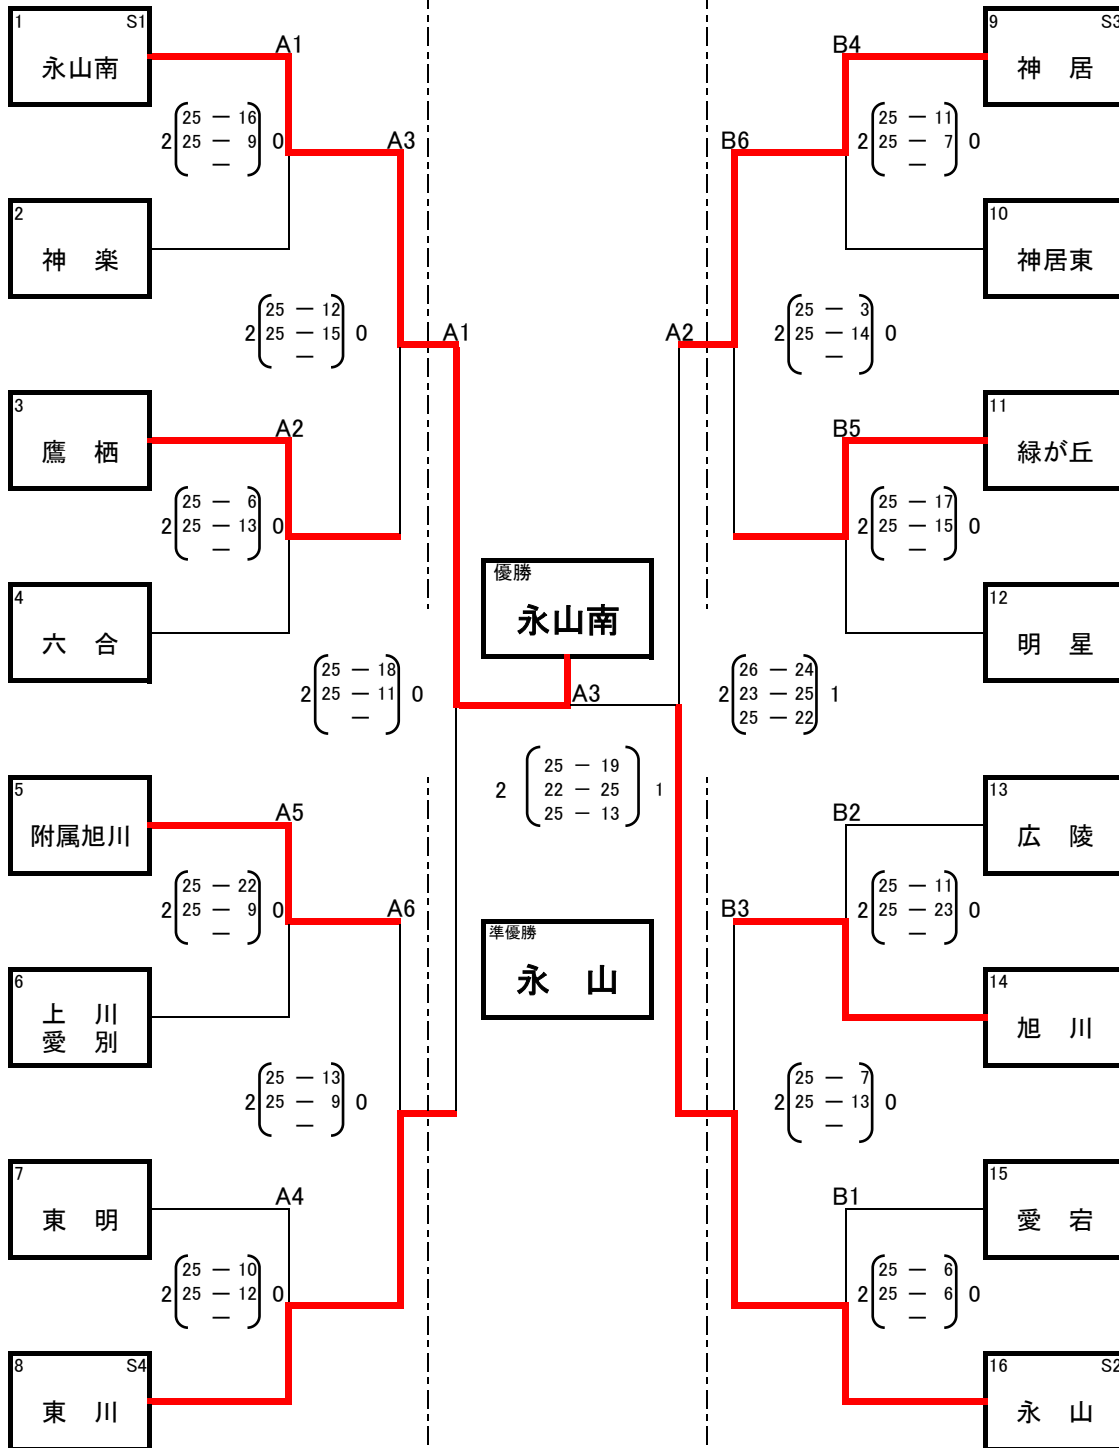 1 S1
永山南
A1
2 25 － 16 0
25 － 9
－
2
神 楽
A3
2 25 － 12 0
25 － 15
－
3
鷹 栖
A2
2 25 － 6 0
25 － 13
－
4
六 合
A1
2 25 － 18 0
25 － 11
－
5
附属旭川
A5
2 25 － 22 0
25 － 9
－
6
上 川
愛 別
A6
2 25 － 13 0
25 － 9
－
7
東 明
A4
2 25 － 10 0
25 － 12
－
8 S4
東 川
優勝
永山南
A3
2 25 － 19 1
22 － 25
25 － 13
準優勝
永 山
9 S3
神 居
B4
2 25 － 11 0
25 － 7
－
10
神居東
B6
2 25 － 3 0
25 － 14
－
A2
11
緑が丘
B5
2 25 － 17 0
25 － 15
－
12
明 星
2 26 － 24 1
23 － 25
25 － 22
13
広 陵
B2
2 25 － 11 0
25 － 23
－
14
旭 川
B3
2 25 － 7 0
25 － 13
－
15
愛 宕
B1
2 25 － 6 0
25 － 6
－
16 S2
永 山